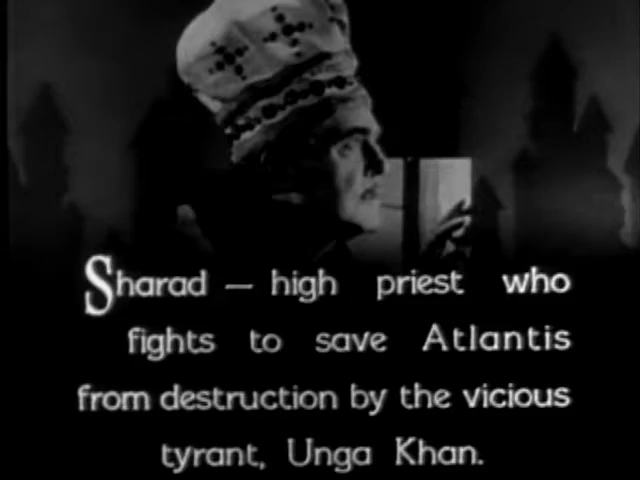 Sharad — high priest who
fights to save Atlantis
from destruction by the vicious
tyrant, Unga Khan.